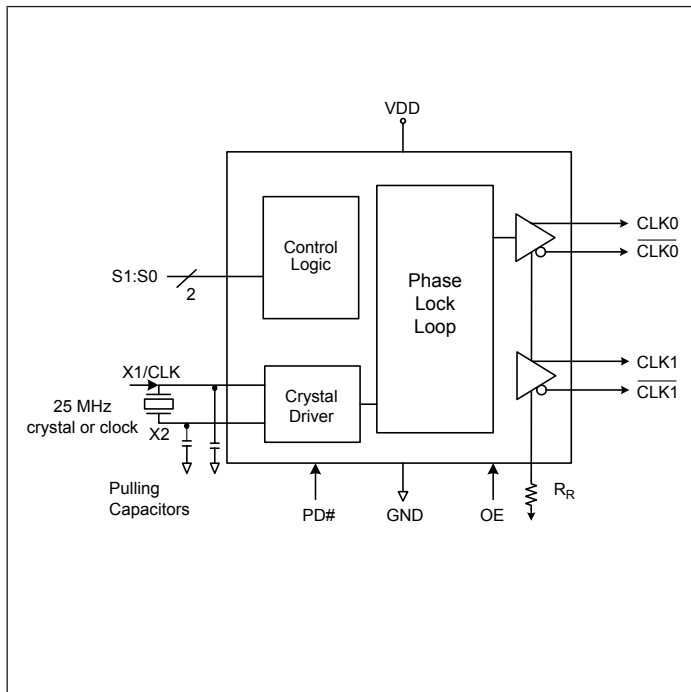 VDD
Control
Logic
Phase
Lock
Loop
CLK0
CLK0
S1:S0
2
X1/CLK
Crystal
Driver
CLK1
CLK1
25 MHz
crystal or clock
X2
Pulling
Capacitors
PD#
GND
OE
RR